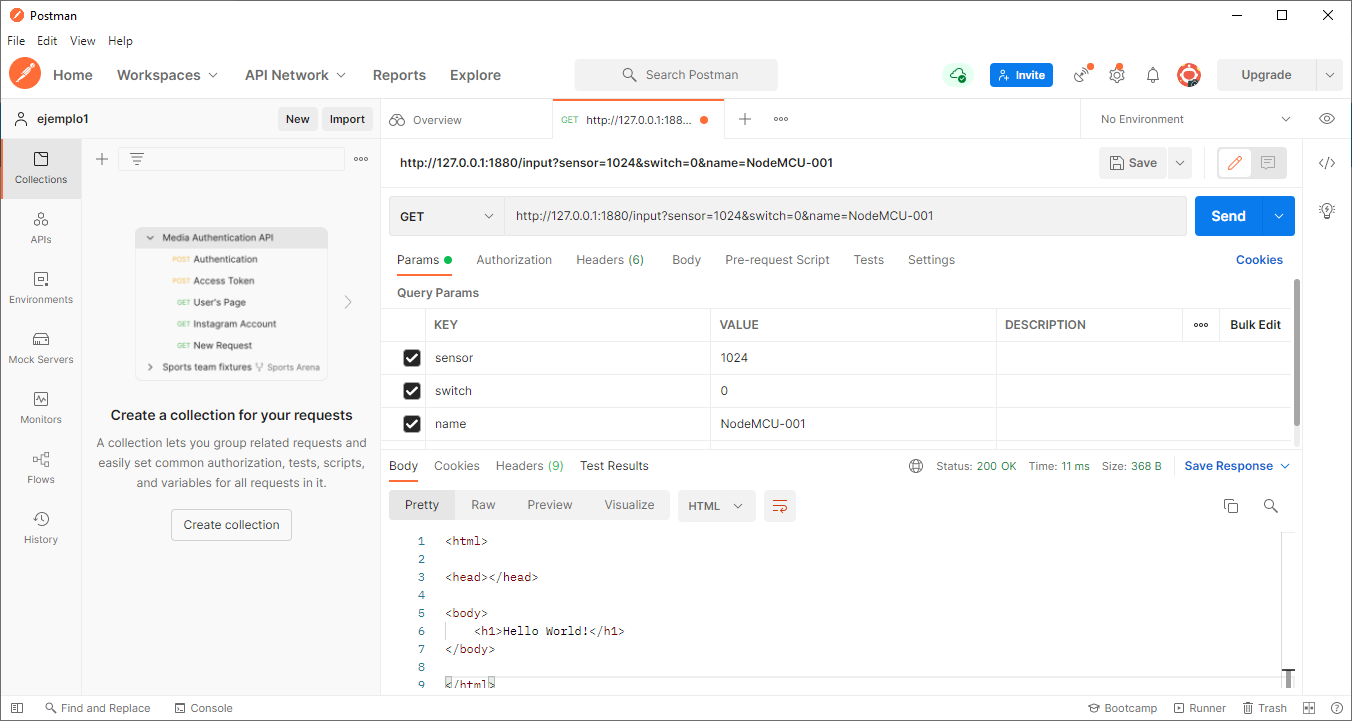 Postman
File Edit View Help
Home Workspaces API Network Reports Explore Search Postman Invite Upgrade
ejemplo1 New Import
Overview GET http://127.0.0.1:188... No Environment
Collections
APIs
Environments
Mock Servers
Monitors
Flows
History
Media Authentication API
POST Authentication
POST Access Token
GET User's Page
GET Instagram Account
GET New Request
Sports team fixtures Sports Arena
Create a collection for your requests
A collection lets you group related requests and
easily set common authorization, tests, scripts,
and variables for all requests in it.
Create collection
http://127.0.0.1:1880/input?sensor=1024&switch=0&name=NodeMCU-001 Save
GET http://127.0.0.1:1880/input?sensor=1024&switch=0&name=NodeMCU-001 Send
Params Authorization Headers (6) Body Pre-request Script Tests Settings Cookies
Query Params
KEY VALUE DESCRIPTION Bulk Edit
sensor 1024
switch 0
name NodeMCU-001
Body Cookies Headers (9) Test Results Status: 200 OK Time: 11 ms Size: 368 B Save Response
Pretty Raw Preview Visualize HTML
1 <html>
2
3 <head></head>
4
5 <body>
6 <h1>Hello World!</h1>
7 </body>
8
9 </html>
Find and Replace Console Bootcamp Runner Trash